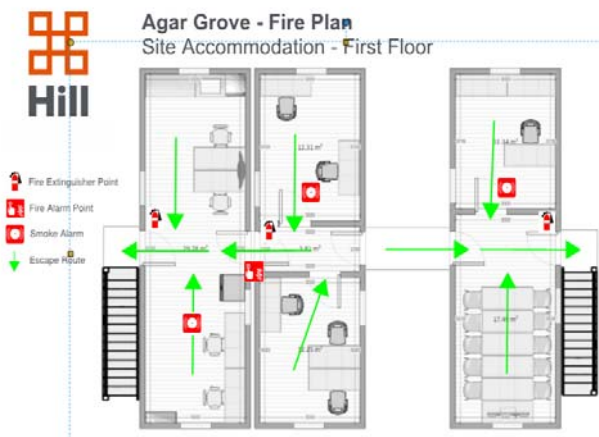 Agar Grove - Fire Plan
Site Accommodation - First Floor
Hill
Fire Extinguisher Point
Fire Alarm Point
Smoke Alarm
Escape Route